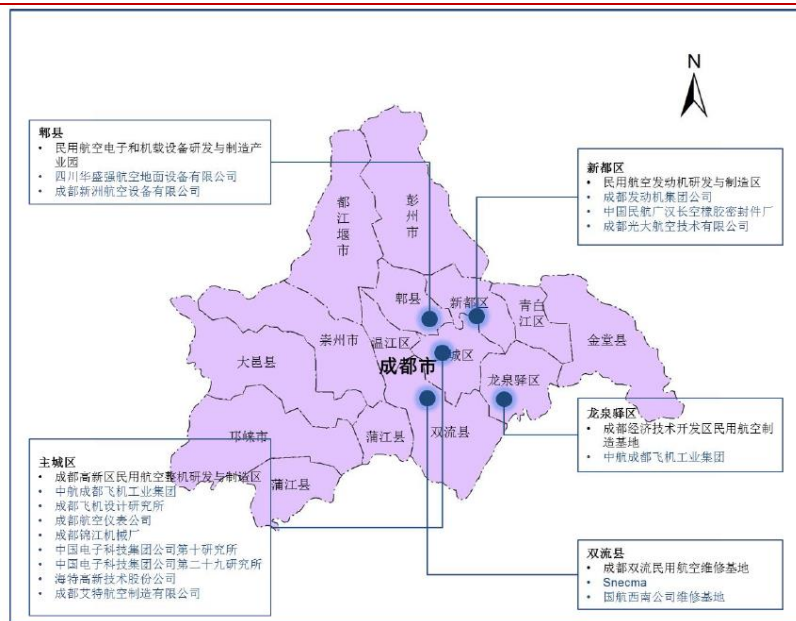 N
郫县
• 民用航空电子和机载设备研发与制造产
业园
• 四川华盛强航空地面设备有限公司
• 成都新洲航空设备有限公司
新都区
• 民用航空发动机研发与制造区
• 成都发动机集团公司
• 中国民航广汉长空橡胶密封件厂
• 成都光大航空技术有限公司
都江堰市
彭州市
郫县
新都区
青白
江区
金堂县
崇州市
温江区
成都市
城区
大邑县
龙泉驿区
邛崃市
蒲江县
双流县
蒲江县
龙泉驿区
• 成都经济技术开发区民用航空制
造基地
• 中航成都飞机工业集团
主城区
• 成都高新区民用航空整机研发与制造区
• 中航成都飞机工业集团
• 成都飞机设计研究所
• 成都航空仪表公司
• 成都锦江机械厂
• 中国电子科技集团公司第十研究所
• 中国电子科技集团公司第二十九研究所
• 海特高新技术股份公司
• 成都艾特航空制造有限公司
双流县
• 成都双流民用航空维修基地
• Snecma
• 国航西南公司维修基地